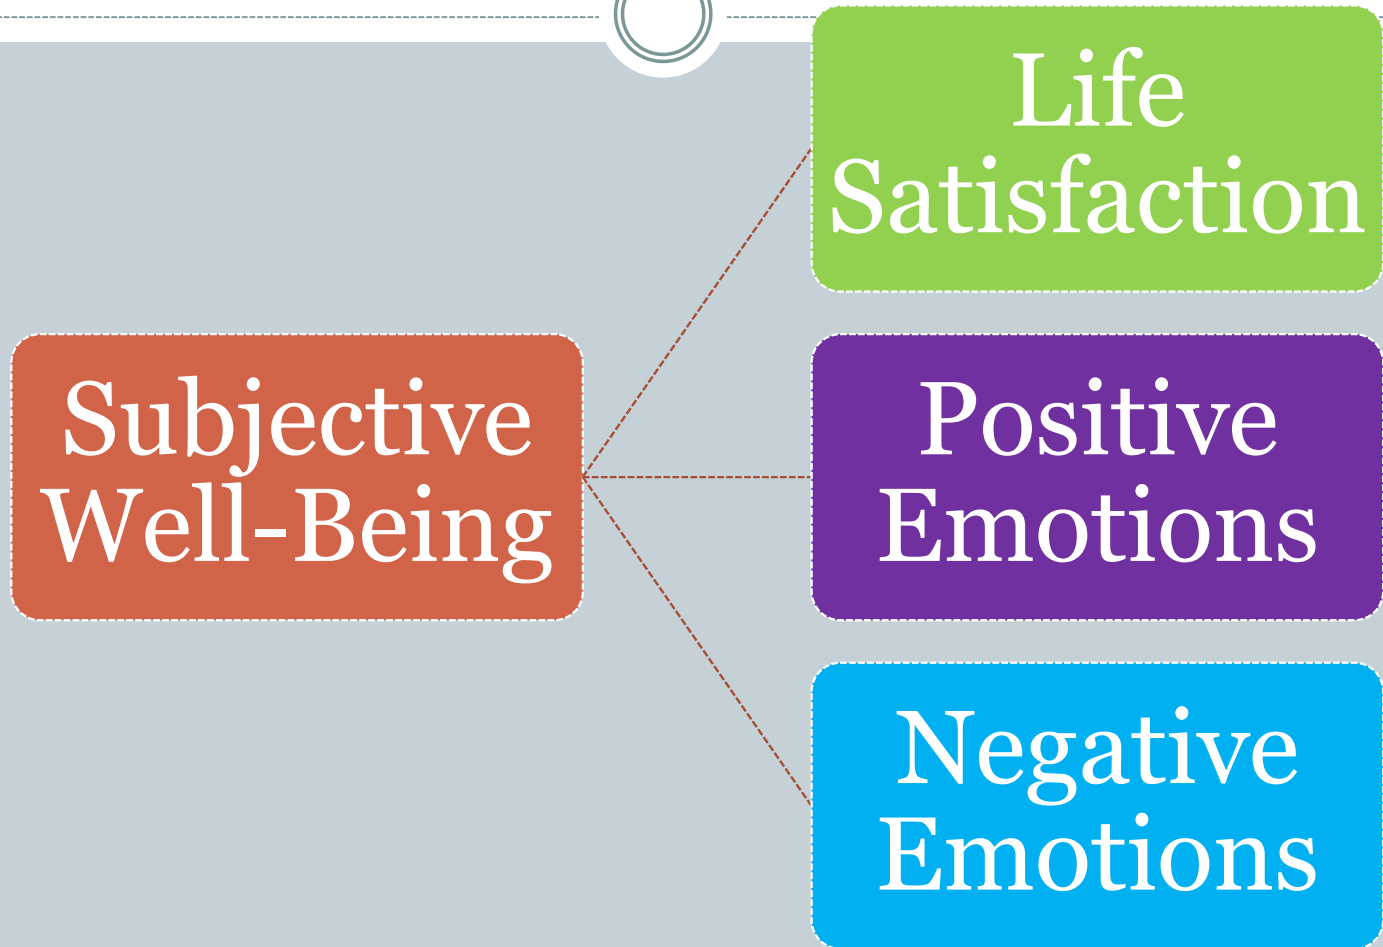 Life
Satisfaction
Subjective
Well-Being
Positive
Emotions
Negative
Emotions